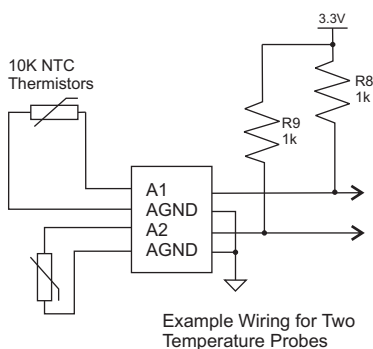 3.3V
10K NTC
Thermistors
R8
1k
R9
1k
A1
AGND
A2
AGND
Example Wiring for Two
Temperature Probes